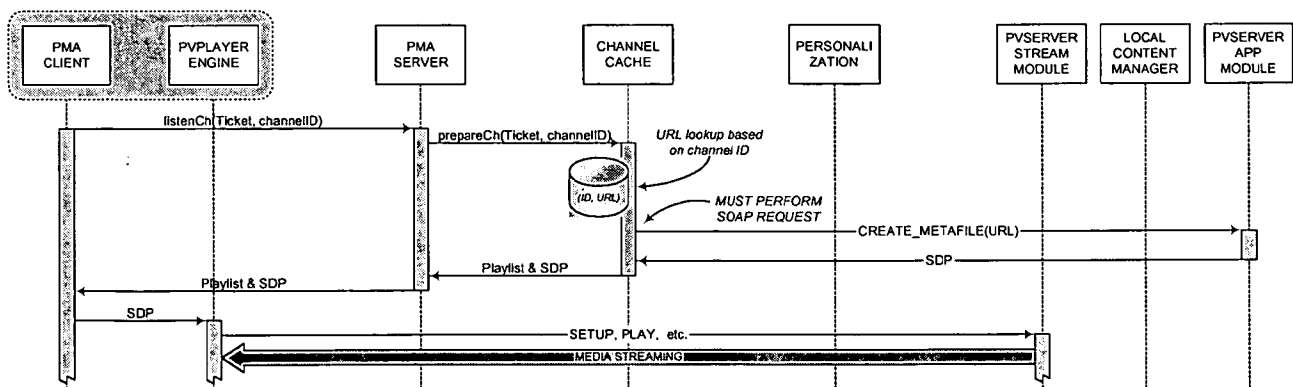 PMA
CLIENT
PVPLAYER
ENGINE
PMA
SERVER
CHANNEL
CACHE
PERSONALI
ZATION
PVSERVER
STREAM
MODULE
LOCAL
CONTENT
MANAGER
PVSERVER
APP
MODULE
listenCh(Ticket, channelID)
prepareCh(Ticket, channelID)
URL lookup based
on channel ID
(ID, URL)
MUST PERFORM
SOAP REQUEST
CREATE_METAFILE(URL)
SDP
Playlist & SDP
Playlist & SDP
SDP
SETUP, PLAY, etc.
MEDIA STREAMING